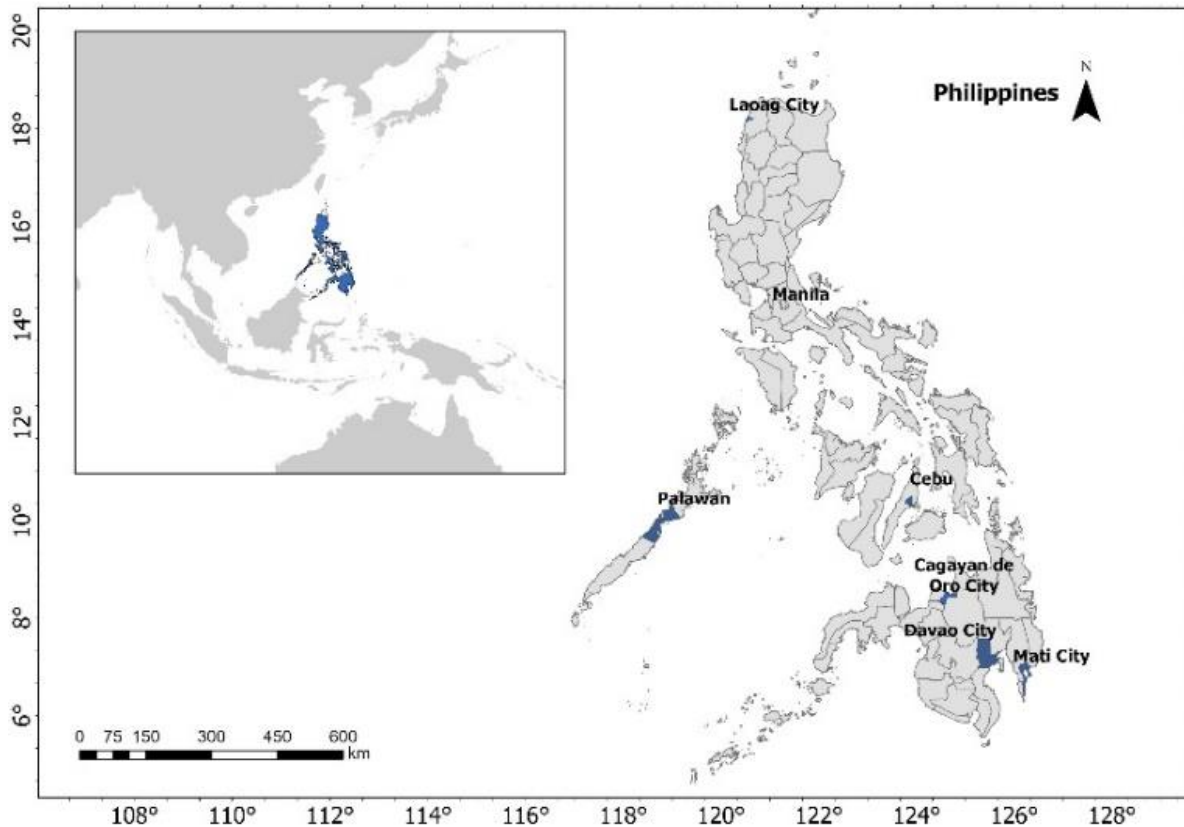 Philippines
N
Laoag City
Manila
Palawan
Cebu
Cagayan de
Oro City
Davao City
Mati City
20°
18°
16°
14°
12°
10°
8°
6°
0 75 150 300 450 600
km
108° 110° 112° 114° 116° 118° 120° 122° 124° 126° 128°